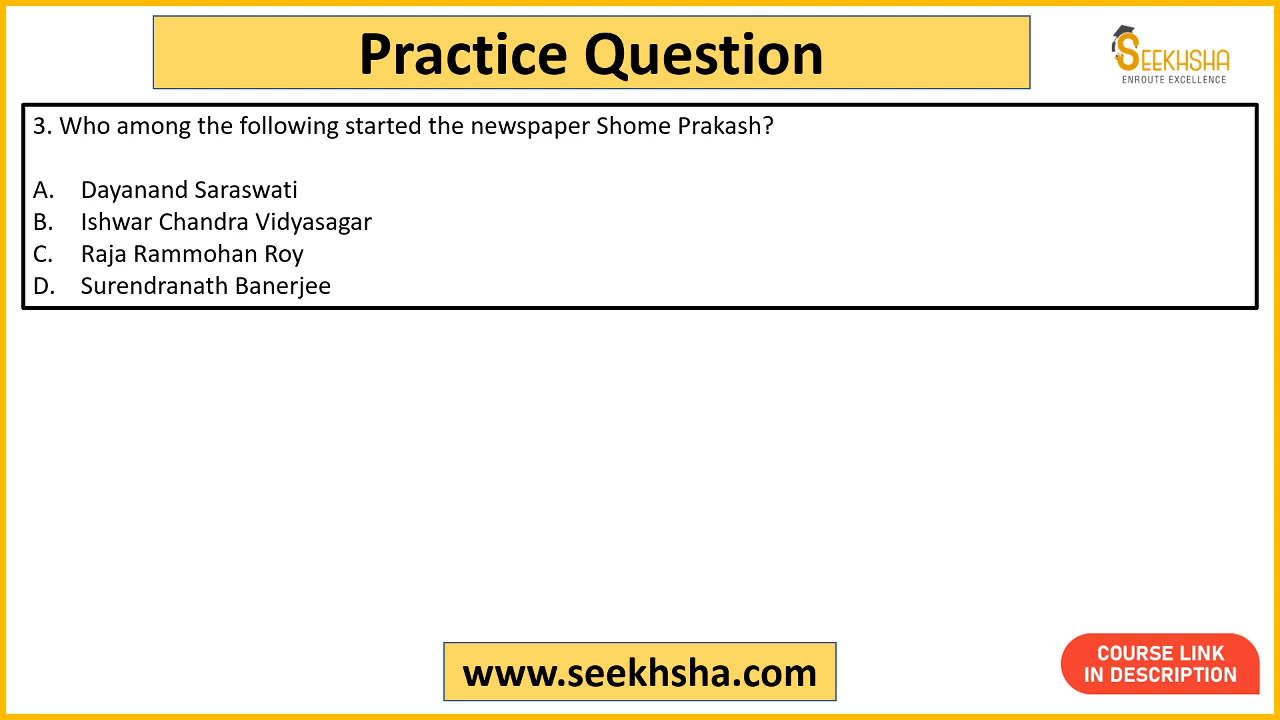 Practice Question
SEEKHSHA
ENROUTE EXCELLENCE
3. Who among the following started the newspaper Shome Prakash?
A. Dayanand Saraswati
B. Ishwar Chandra Vidyasagar
C. Raja Rammohan Roy
D. Surendranath Banerjee
www.seekhsha.com
COURSE LINK
IN DESCRIPTION